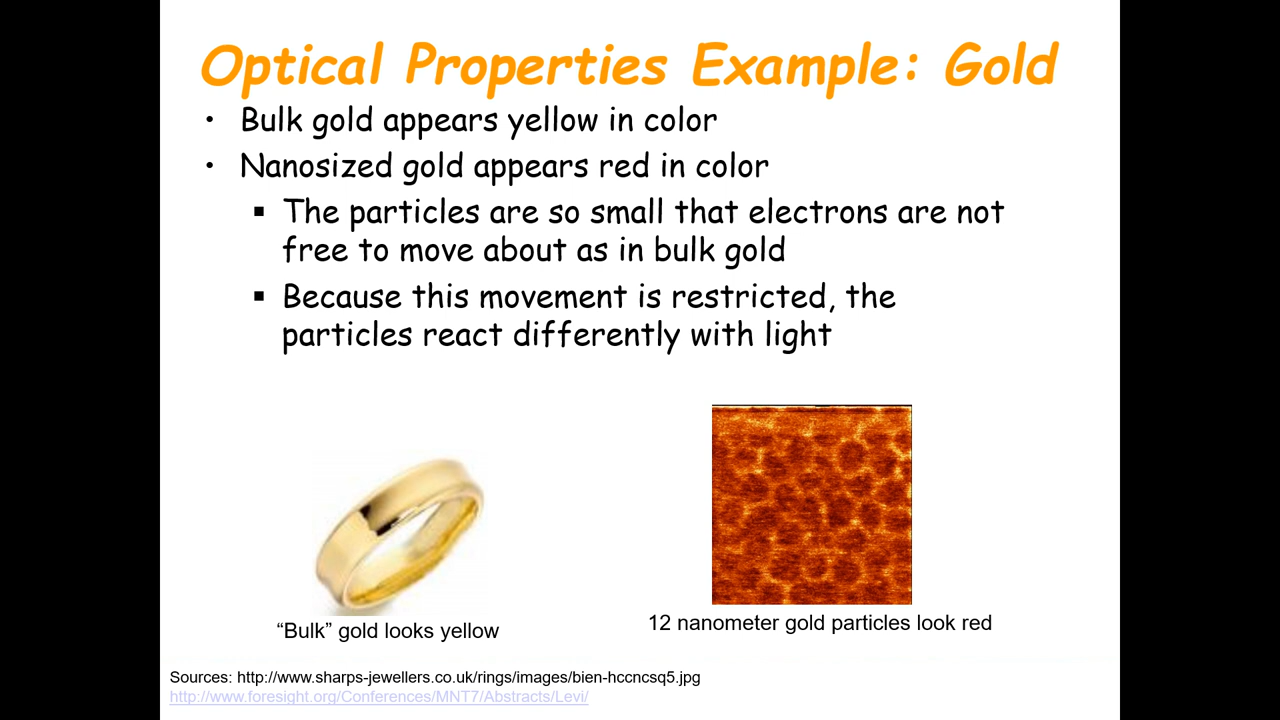 Optical Properties Example: Gold
• Bulk gold appears yellow in color
• Nanosized gold appears red in color
▪ The particles are so small that electrons are not
free to move about as in bulk gold
▪ Because this movement is restricted, the
particles react differently with light
“Bulk” gold looks yellow
12 nanometer gold particles look red
Sources: http://www.sharps-jewellers.co.uk/rings/images/bien-hccncsq5.jpg
http://www.foresight.org/Conferences/MNT7/Abstracts/Levi/